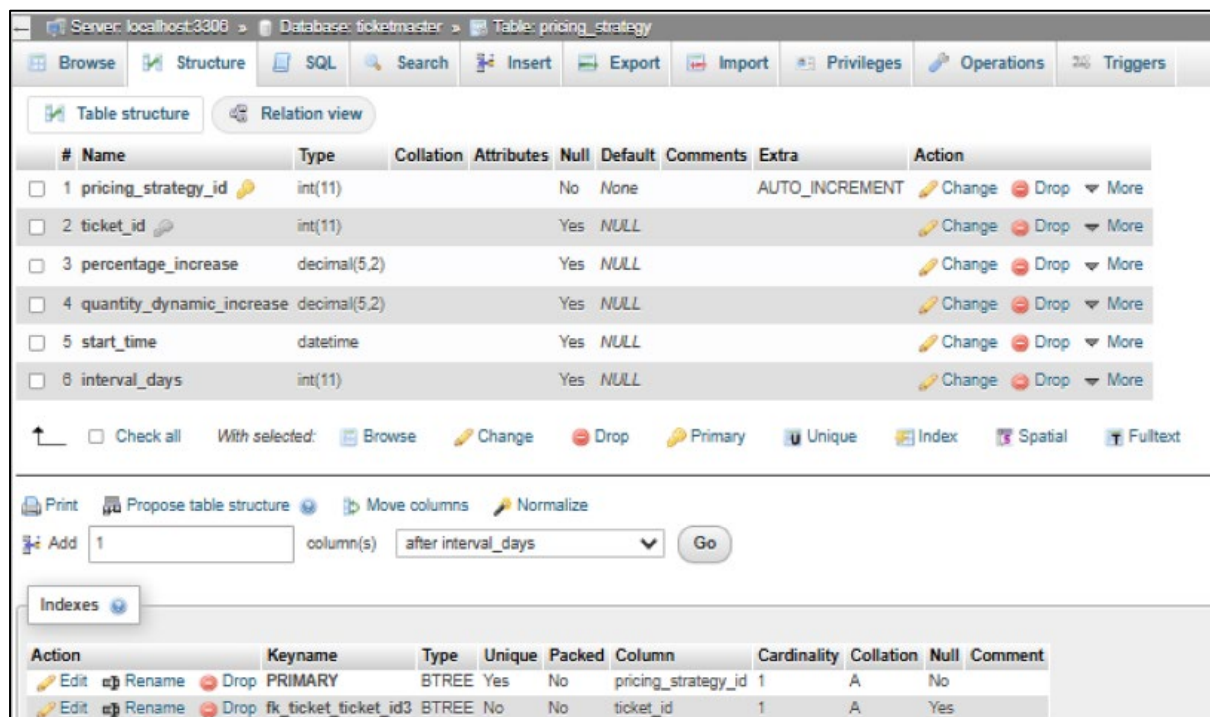 Server: localhost:3306 » Database: ticketmaster » Table: pricing_strategy
Browse Structure SQL Search Insert Export Import Privileges Operations Triggers
Table structure Relation view
# Name Type Collation Attributes Null Default Comments Extra Action
1 pricing_strategy_id int(11) No None AUTO_INCREMENT Change Drop More
2 ticket_id int(11) Yes NULL Change Drop More
3 percentage_increase decimal(5,2) Yes NULL Change Drop More
4 quantity_dynamic_increase decimal(5,2) Yes NULL Change Drop More
5 start_time datetime Yes NULL Change Drop More
6 interval_days int(11) Yes NULL Change Drop More
Check all With selected: Browse Change Drop Primary Unique Index Spatial Fulltext
Print Propose table structure Move columns Normalize
Add 1 column(s) after interval_days Go
Indexes
Action Keyname Type Unique Packed Column Cardinality Collation Null Comment
Edit Rename Drop PRIMARY BTREE Yes No pricing_strategy_id 1 A No
Edit Rename Drop fk_ticket_ticket_id3 BTREE No No ticket_id 1 A Yes